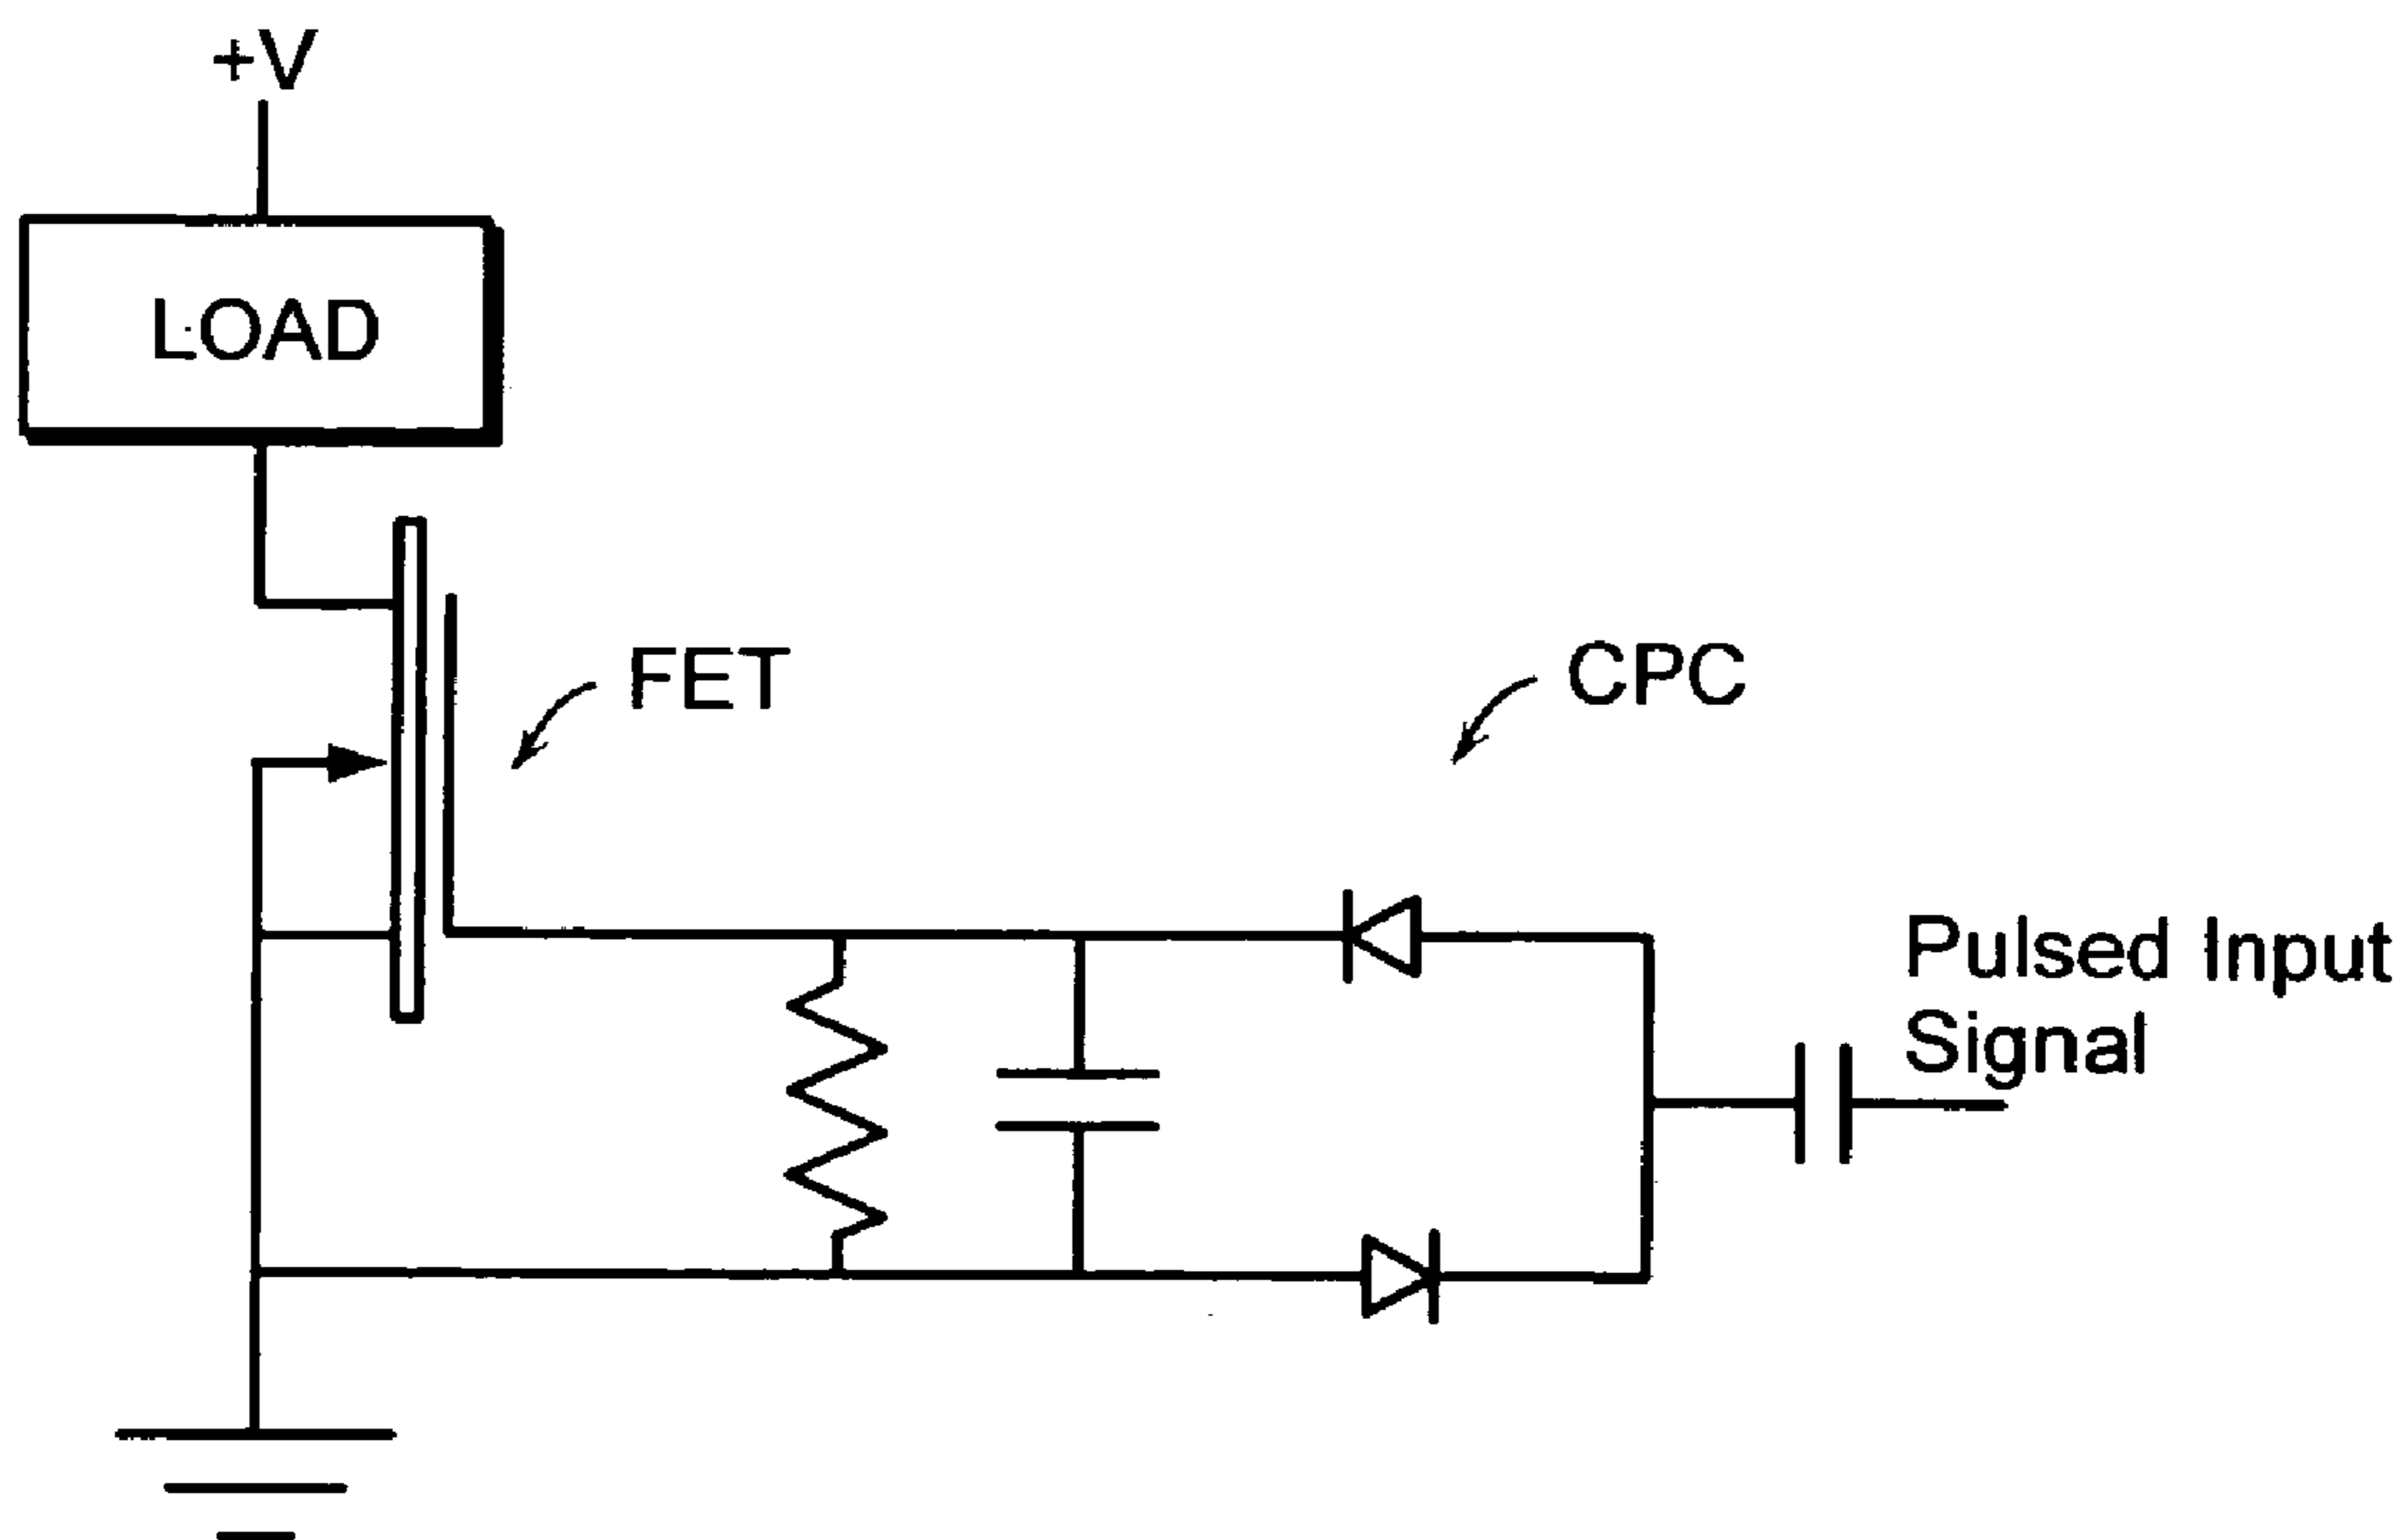 +V
LOAD
FET
CPC
Pulsed Input
Signal